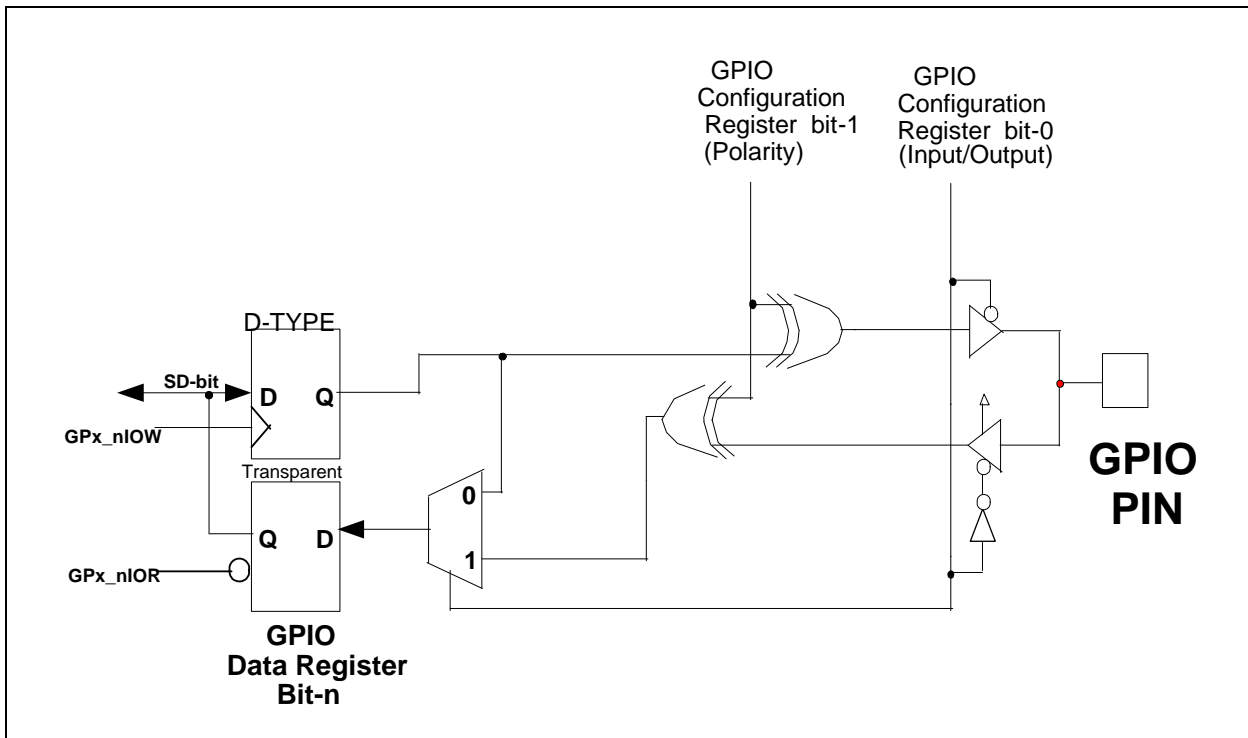 GPIO
Configuration
Register bit-1
(Polarity)
GPIO
Configuration
Register bit-0
(Input/Output)
D-TYPE
SD-bit
D
Q
GPx_nIOW
Transparent
0
Q
D
1
GPx_nIOR
GPIO
Data Register
Bit-n
GPIO
PIN